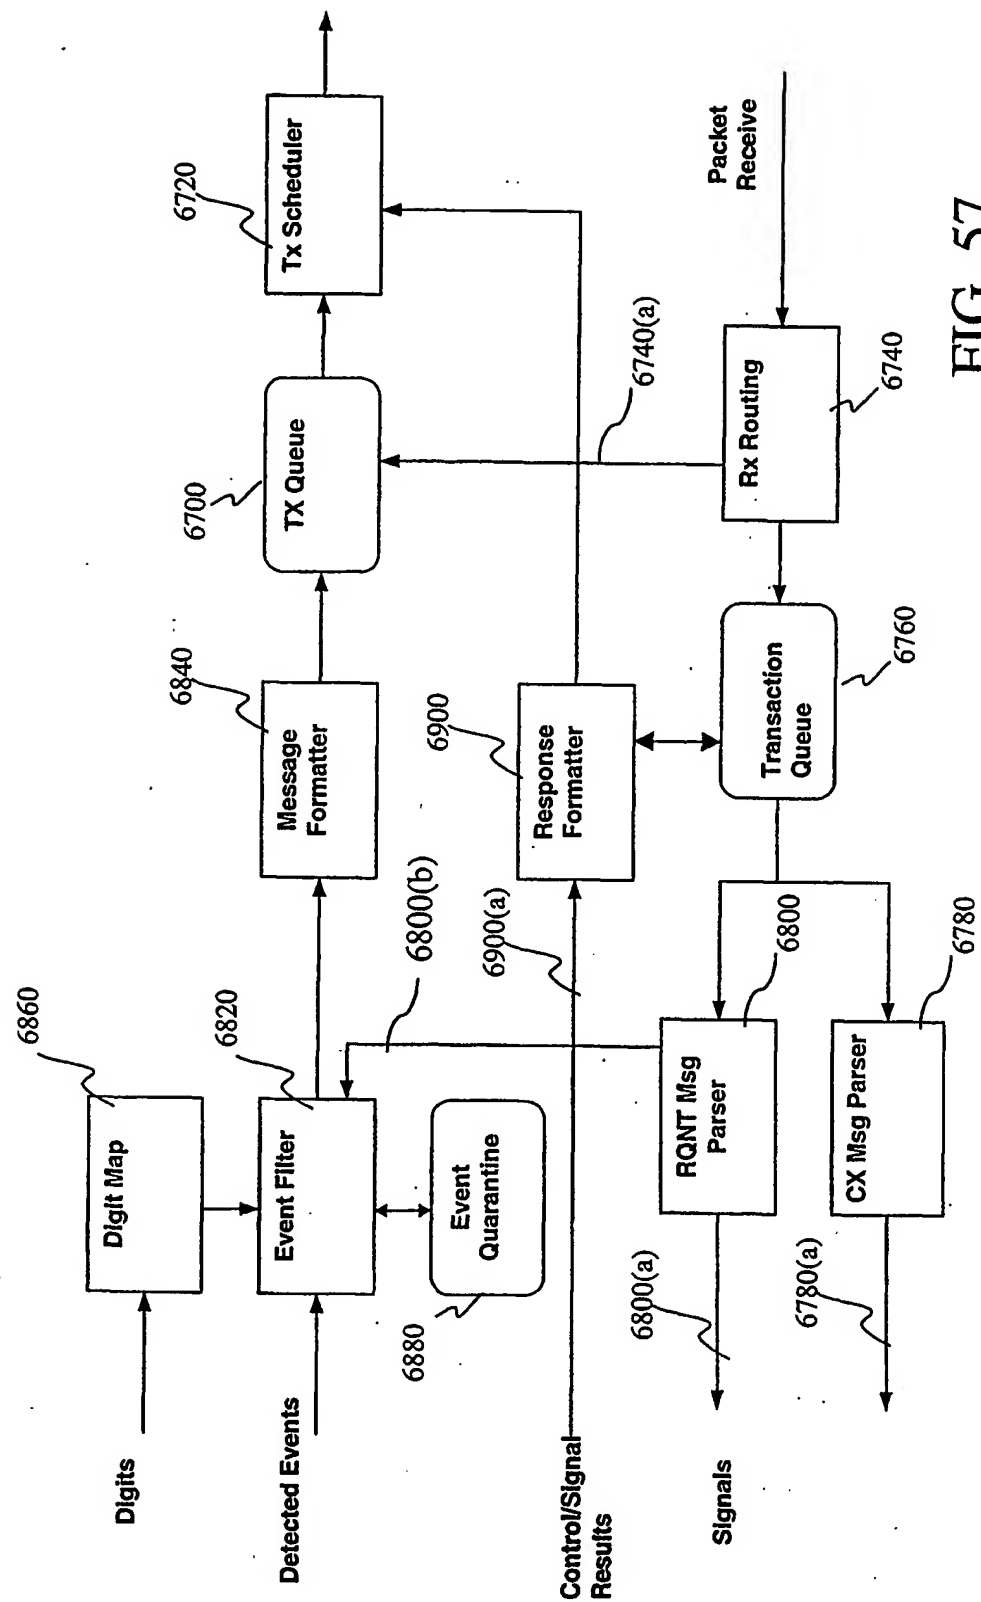 Digits
6860
Digit Map
Detected Events
6820
Event Filter
Event
Quarantine
6880
6800(b)
6840
Message
Formatter
6700
TX Queue
6720
Tx Scheduler
Control/Signal
Results
6900(a)
6900
Response
Formatter
6740(a)
Packet
Receive
Signals
6800(a)
RQNT Msg
Parser
6800
Transaction
Queue
6760
Rx Routing
6740
6780(a)
CX Msg Parser
6780
FIG. 57